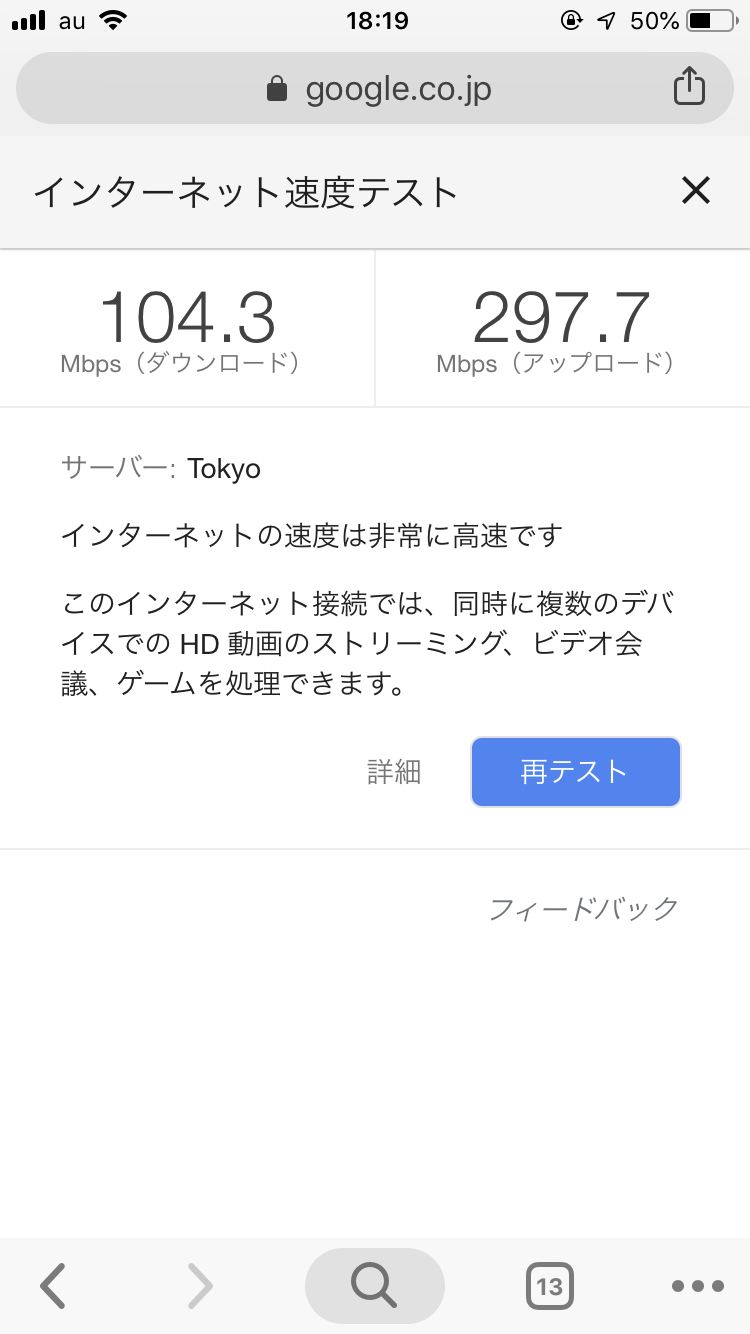 au 18:19 50%
google.co.jp
インターネット速度テスト
104.3 297.7
Mbps（ダウンロード） Mbps（アップロード）
サーバー: Tokyo
インターネットの速度は非常に高速です
このインターネット接続では、同時に複数のデバ
イスでの HD 動画のストリーミング、ビデオ会
議、ゲームを処理できます。
詳細 再テスト
フィードバック
13